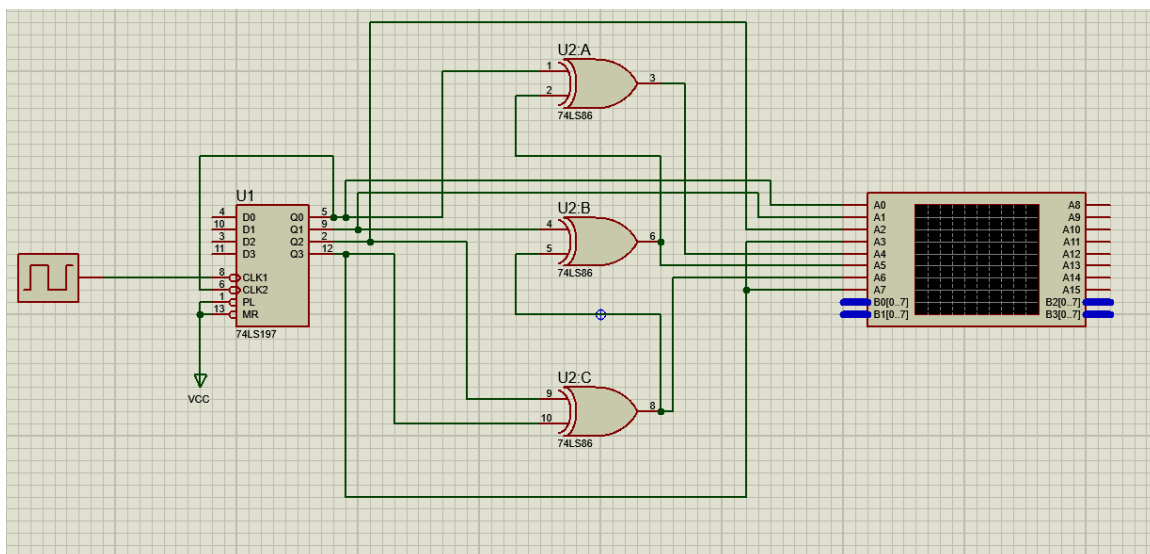 U2:A
1
2
3
74LS86
U1
4 D0 Q0 5
10 D1 Q1 9
3 D2 Q2 2
11 D3 Q3 12
8 CLK1
6 CLK2
1 PL
13 MR
74LS197
VCC
U2:B
4
5
6
74LS86
U2:C
9
10
8
74LS86
A0 A8
A1 A9
A2 A10
A3 A11
A4 A12
A5 A13
A6 A14
A7 A15
B0[0..7] B2[0..7]
B1[0..7] B3[0..7]